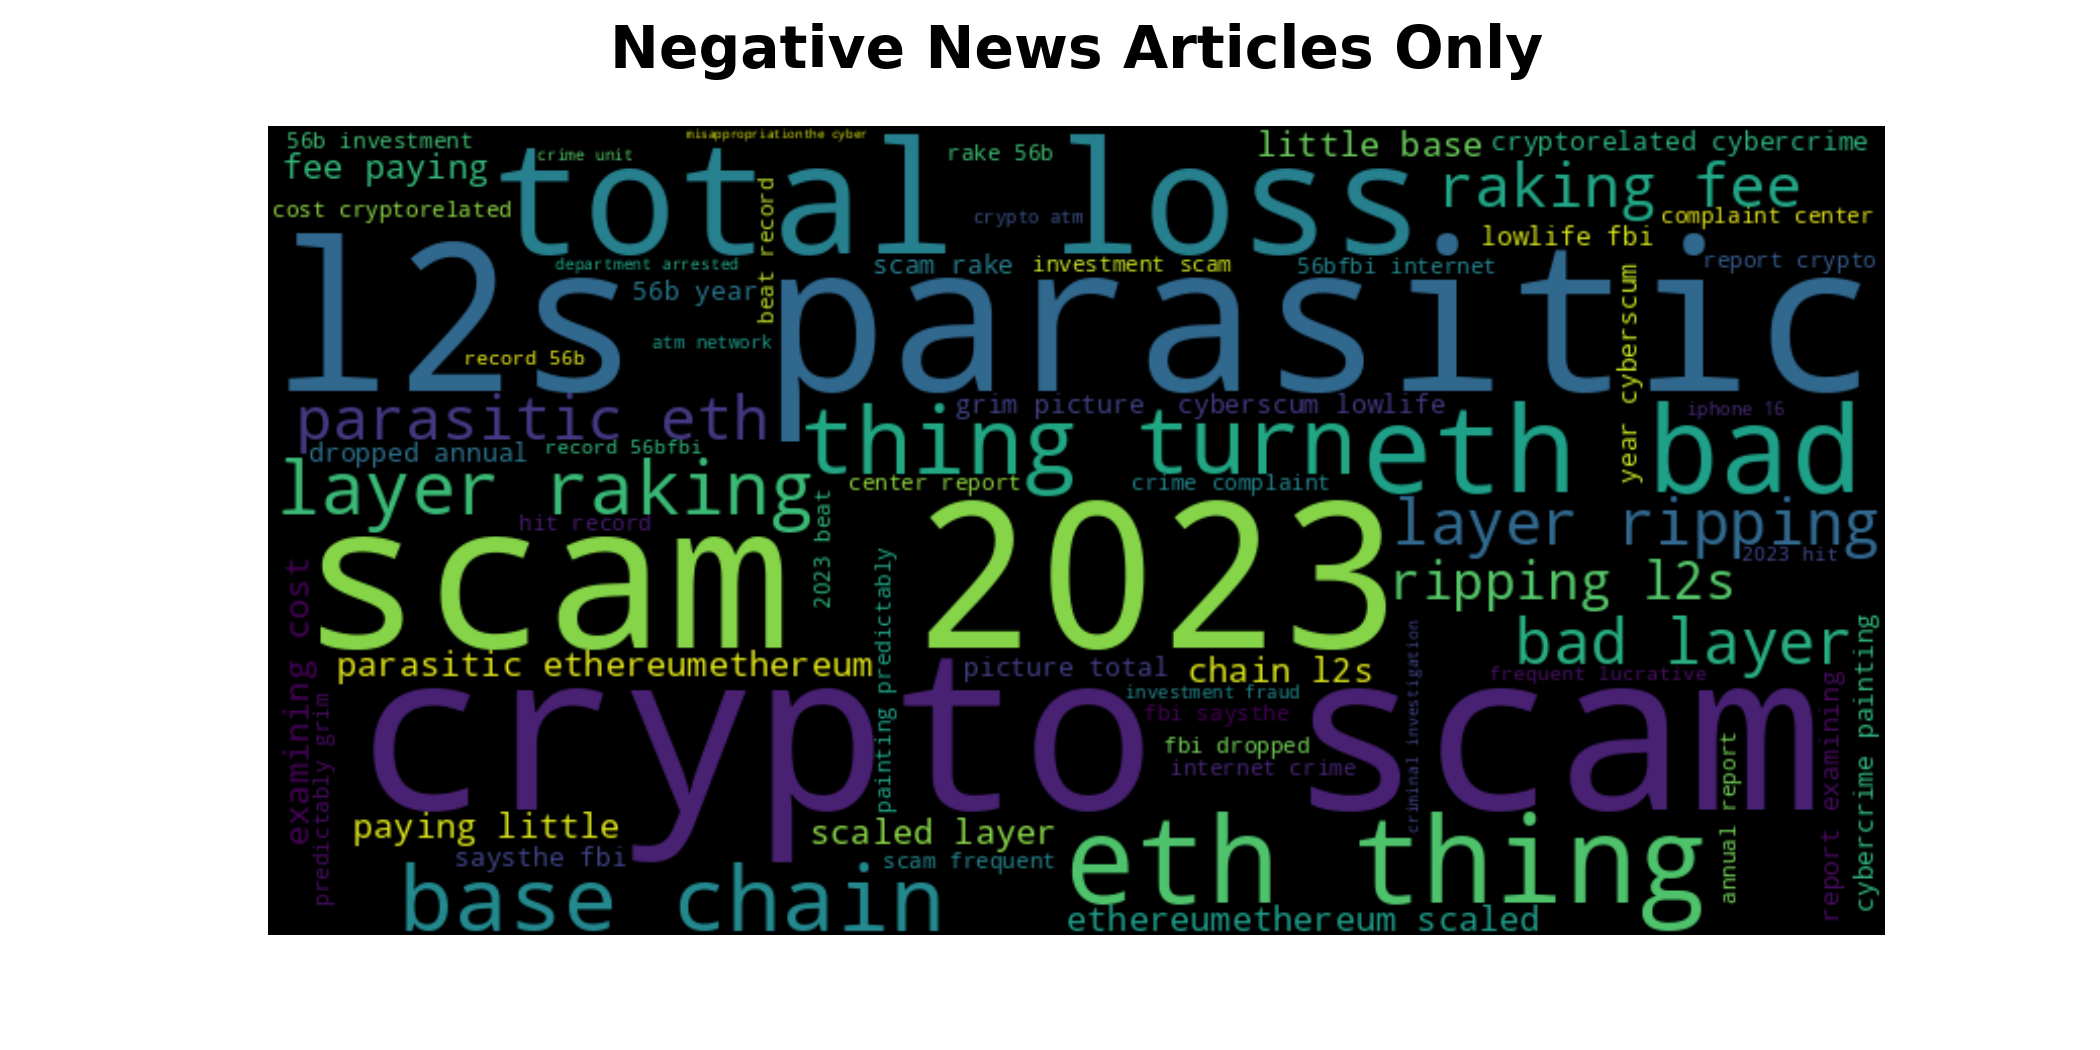 Negative News Articles Only
56b investment
misappropriationthe cyber
fee paying
crime unit
total loss
rake 56b
little base
cryptorelated cybercrime
raking fee
cost cryptorelated
beat record
crypto atm
lowlife fbi
complaint center
l2s parasitic
department arrested
scam rake
investment scam
56bfbi internet
report crypto
56b year
year cyberscum
atm network
record 56b
parasitic eth
grim picture
cyberscum lowlife
iphone 16
thing turn
eth bad
dropped annual
record 56bfbi
layer raking
center report
crime complaint
hit record
2023 beat
scam 2023
layer ripping
2023 hit
examining cost
painting predictably
ripping l2s
bad layer
parasitic ethereumethereum
picture total
chain l2s
criminal investigation
frequent lucrative
cybercrime painting
crypto scam
investment fraud
fbi saysthe
fbi dropped
internet crime
predictably grim
annual report
report examining
paying little
scaled layer
eth thing
saysthe fbi
scam frequent
base chain
ethereumethereum scaled